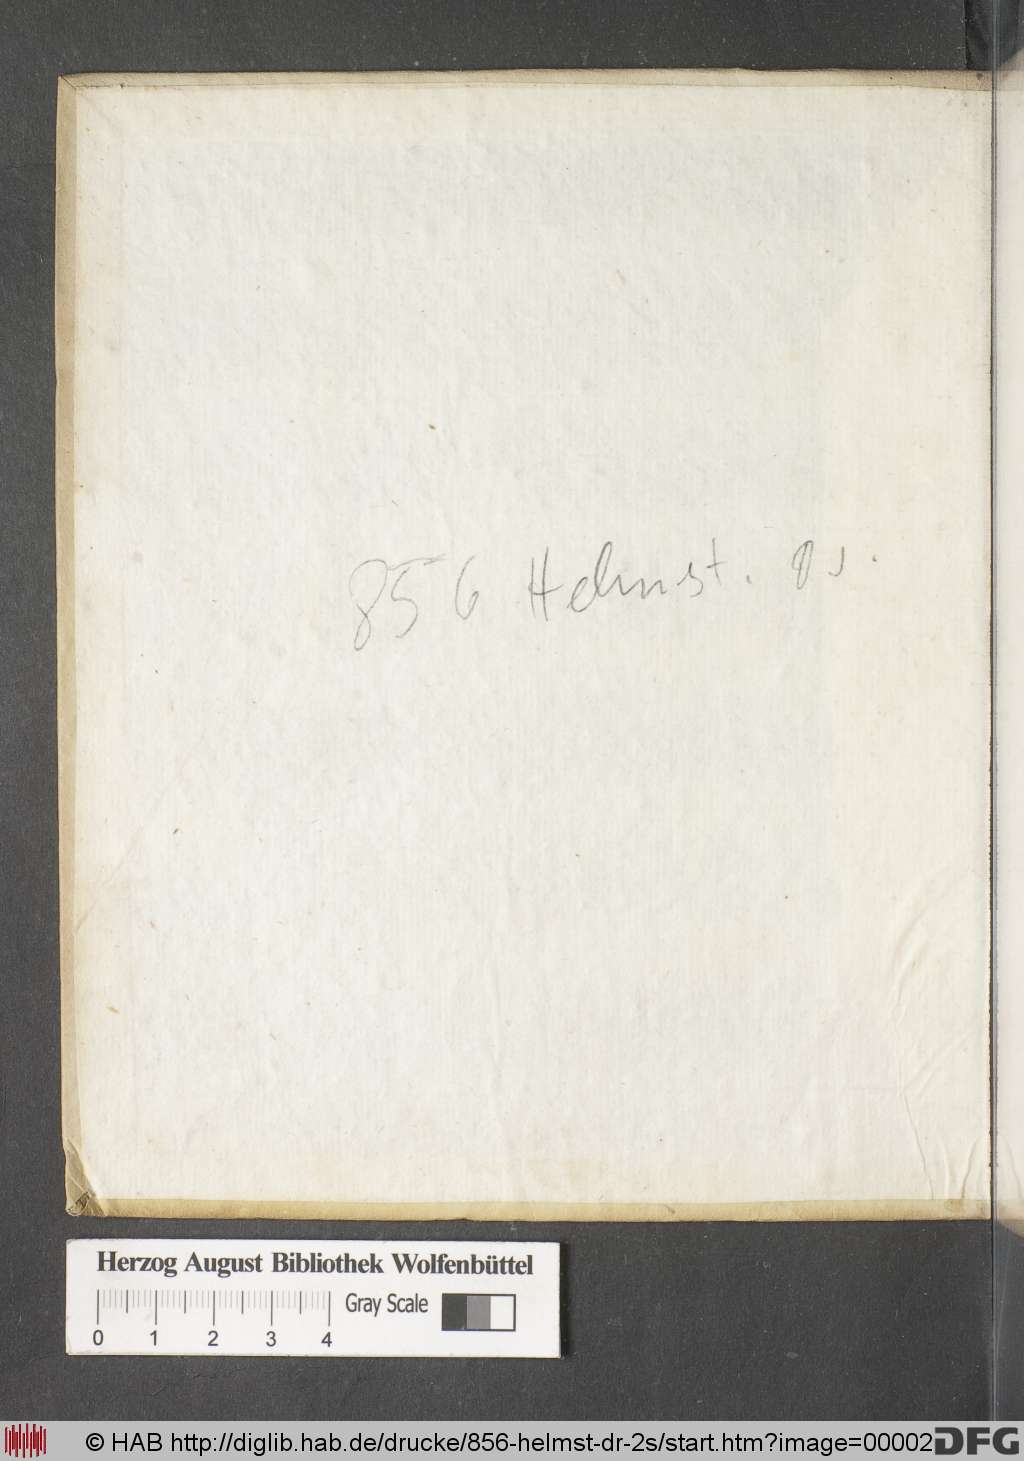 856 Helmst.
Herzog August Bibliothek Wolfenbüttel
Gray Scale
0 1 2 3 4
© HAB http://diglib.hab.de/drucke/856-helmst-dr-2s/start.htm?image=00002
DFG